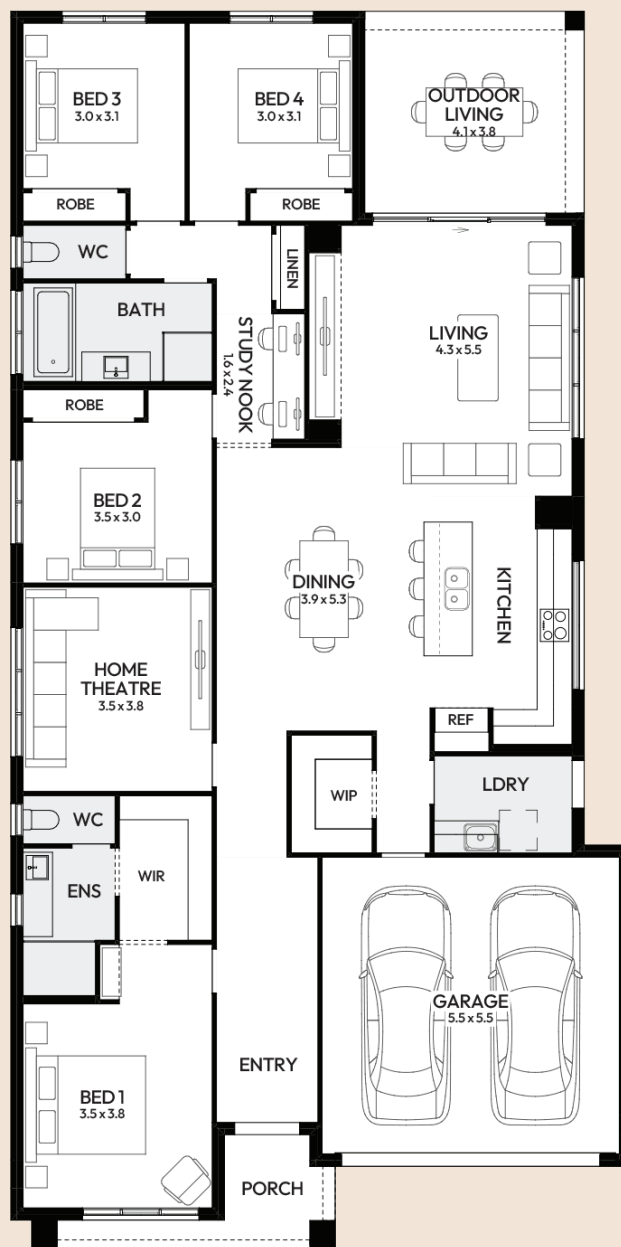 BED 3
3.0 x 3.1
BED 4
3.0 x 3.1
OUTDOOR
LIVING
4.1 x 3.8
ROBE
ROBE
WC
LINEN
BATH
STUDY NOOK
1.6 x 2.4
LIVING
4.3 x 5.5
ROBE
BED 2
3.5 x 3.0
DINING
3.9 x 5.3
KITCHEN
HOME
THEATRE
3.5 x 3.8
REF
WIP
LDRY
WC
WIR
ENS
GARAGE
5.5 x 5.5
ENTRY
BED 1
3.5 x 3.8
PORCH